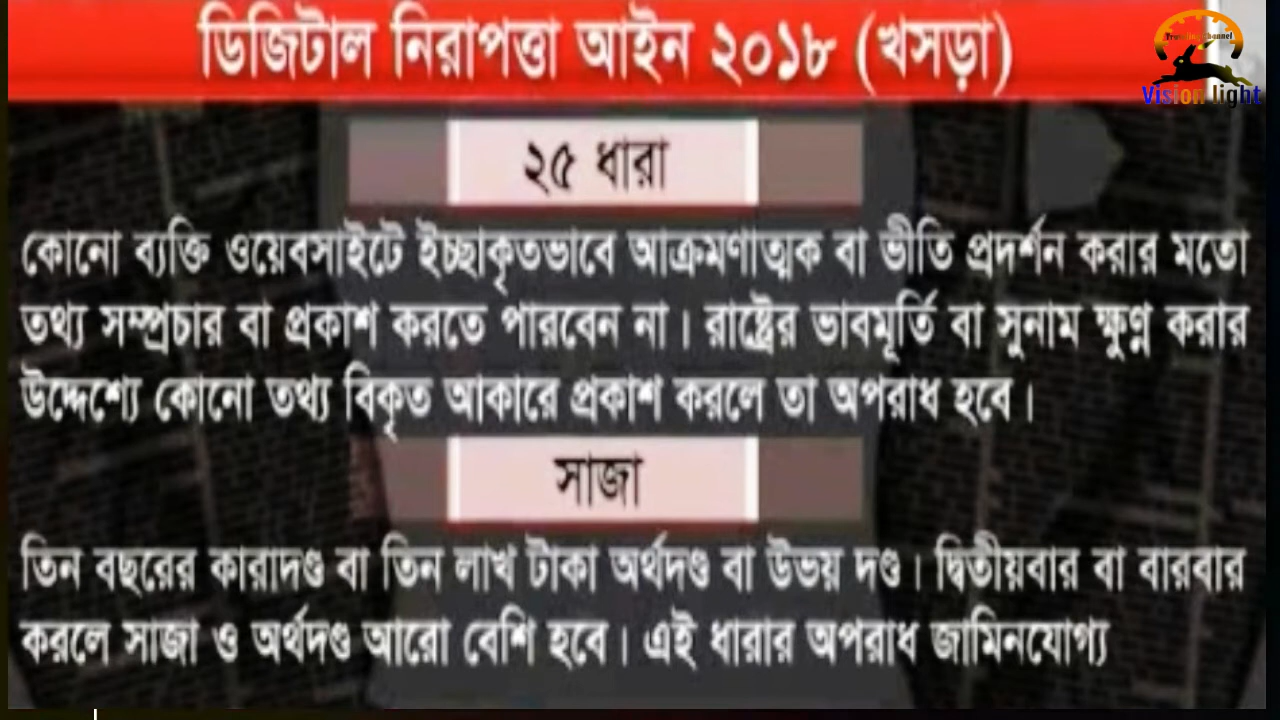 ডিজিটাল নিরাপত্তা আইন ২০১৮ (খসড়া)
Traveling Channel
Vision light
২৫ ধারা
কোনো ব্যক্তি ওয়েবসাইটে ইচ্ছাকৃতভাবে আক্রমণাত্মক বা ভীতি প্রদর্শন করার মতো
তথ্য সম্প্রচার বা প্রকাশ করতে পারবেন না। রাষ্ট্রের ভাবমূর্তি বা সুনাম ক্ষুণ্ণ করার
উদ্দেশ্যে কোনো তথ্য বিকৃত আকারে প্রকাশ করলে তা অপরাধ হবে।
সাজা
তিন বছরের কারাদণ্ড বা তিন লাখ টাকা অর্থদণ্ড বা উভয় দণ্ড। দ্বিতীয়বার বা বারবার
করলে সাজা ও অর্থদণ্ড আরো বেশি হবে। এই ধারার অপরাধ জামিনযোগ্য